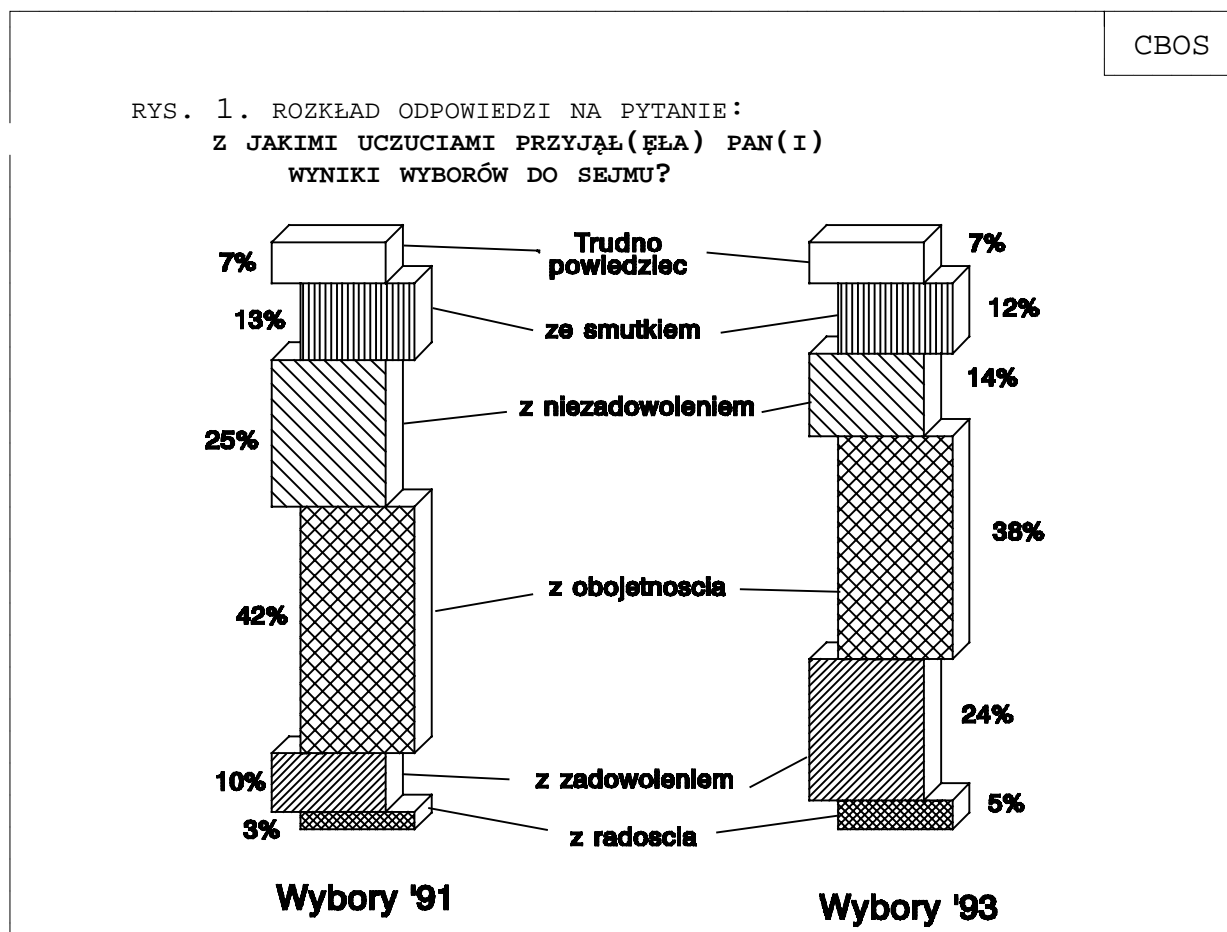 CBOS
RYS. 1. ROZKŁAD ODPOWIEDZI NA PYTANIE:
Z JAKIMI UCZUCIAMI PRZYJĄŁ(ĘŁA) PAN(I)
WYNIKI WYBORÓW DO SEJMU?
7% Trudno powiedziec 7%
13% ze smutkiem 12%
25% z niezadowoleniem 14%
42% z obojetnoscia 38%
10% z zadowoleniem 24%
3% z radoscia 5%
Wybory '91 Wybory '93